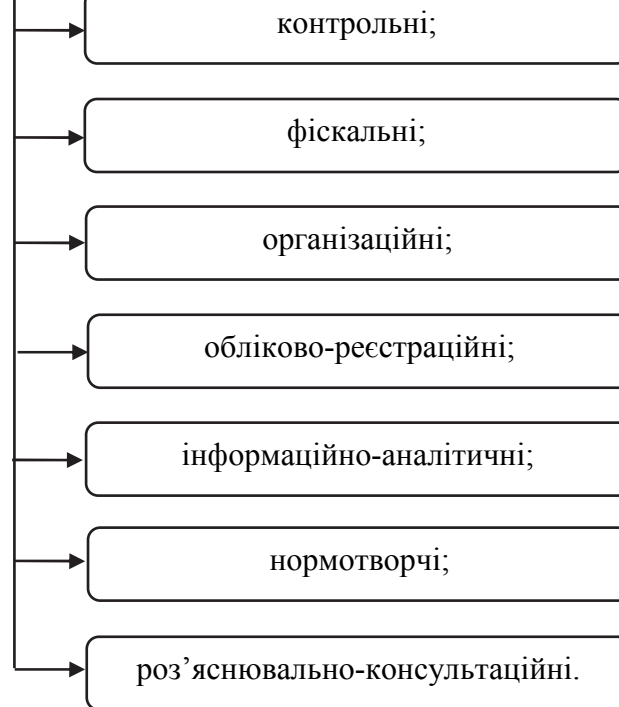 контрольні;
фіскальні;
організаційні;
обліково-реєстраційні;
інформаційно-аналітичні;
нормотворчі;
роз’яснювально-консультаційні.